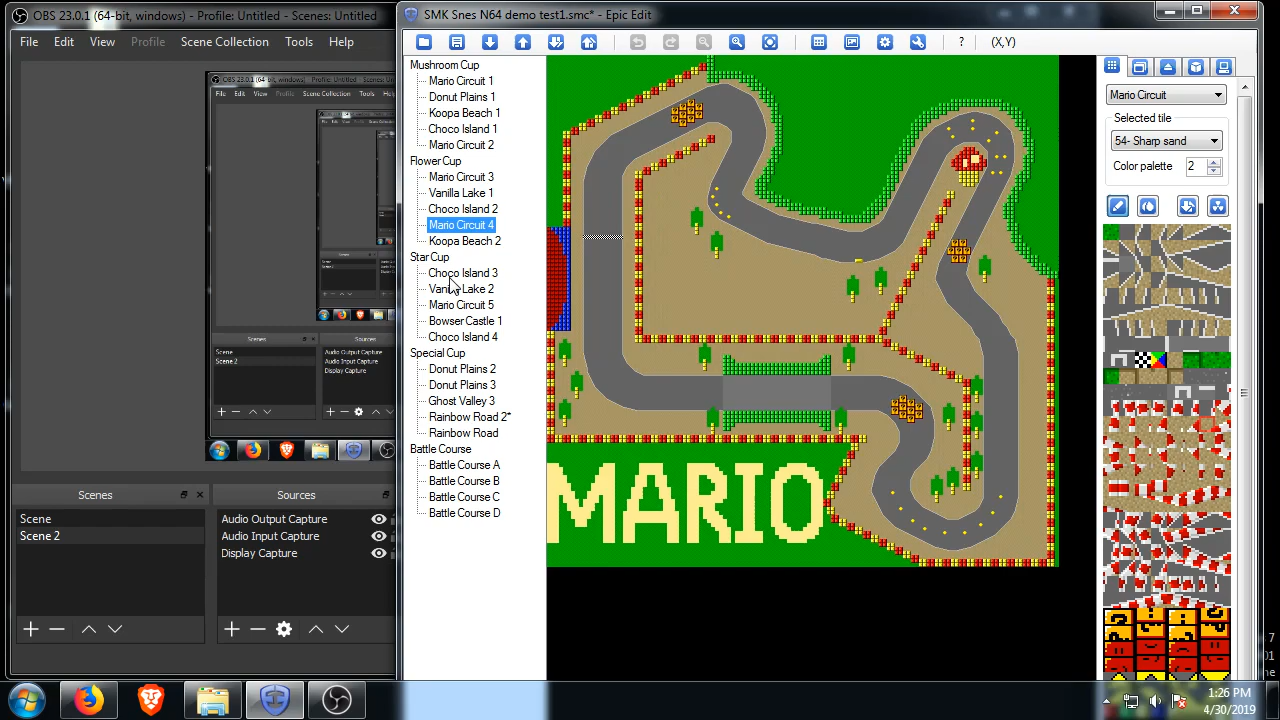 OBS 23.0.1 (64-bit, windows) - Profile: Untitled - Scenes: Untitled
File Edit View Profile Scene Collection Tools Help
Scenes
Scene
Scene 2
Sources
Audio Output Capture
Audio Input Capture
Display Capture
SMK Snes N64 demo test1.smc* - Epic Edit
? (X,Y)
Mushroom Cup
Mario Circuit 1
Donut Plains 1
Koopa Beach 1
Choco Island 1
Mario Circuit 2
Flower Cup
Mario Circuit 3
Vanilla Lake 1
Choco Island 2
Mario Circuit 4
Koopa Beach 2
Star Cup
Choco Island 3
Vanilla Lake 2
Mario Circuit 5
Bowser Castle 1
Choco Island 4
Special Cup
Donut Plains 2
Donut Plains 3
Ghost Valley 3
Rainbow Road 2*
Rainbow Road
Battle Course
Battle Course A
Battle Course B
Battle Course C
Battle Course D
MARIO
Mario Circuit
Selected tile
54- Sharp sand
Color palette 2
1:26 PM
4/30/2019